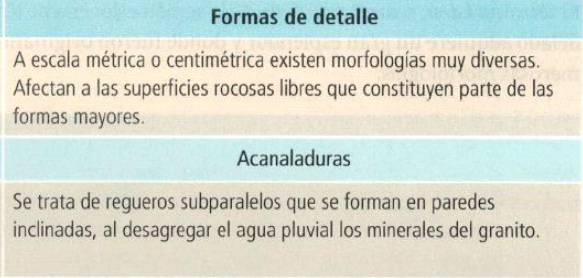 Formas de detalle
A escala métrica o centimétrica existen morfologías muy diversas.
Afectan a las superficies rocosas libres que constituyen parte de las
formas mayores.
Acanaladuras
Se trata de regueros subparalelos que se forman en paredes
inclinadas, al desagregar el agua pluvial los minerales del granito.